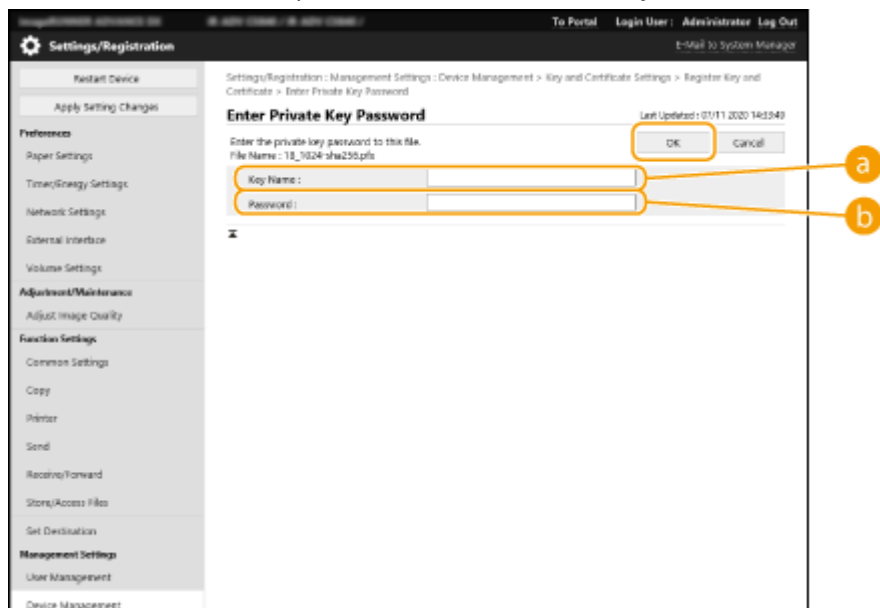 To Portal Login User : Administrator Log Out
Settings/Registration
E-Mail to System Manager
Restart Device
Apply Setting Changes
Preferences
Paper Settings
Timer/Energy Settings
Network Settings
External Interface
Volume Settings
Adjustment/Maintenance
Adjust Image Quality
Function Settings
Common Settings
Copy
Printer
Send
Receive/Forward
Store/Access Files
Set Destination
Management Settings
User Management
Device Management
Settings/Registration : Management Settings : Device Management > Key and Certificate Settings > Register Key and
Certificate > Enter Private Key Password
Enter Private Key Password
Last Updated : 07/11 2020 14:33:40
Enter the private key password to this file.
File Name : 18_1024-sha256.pfx
OK
Cancel
Key Name :
Password :
a
b